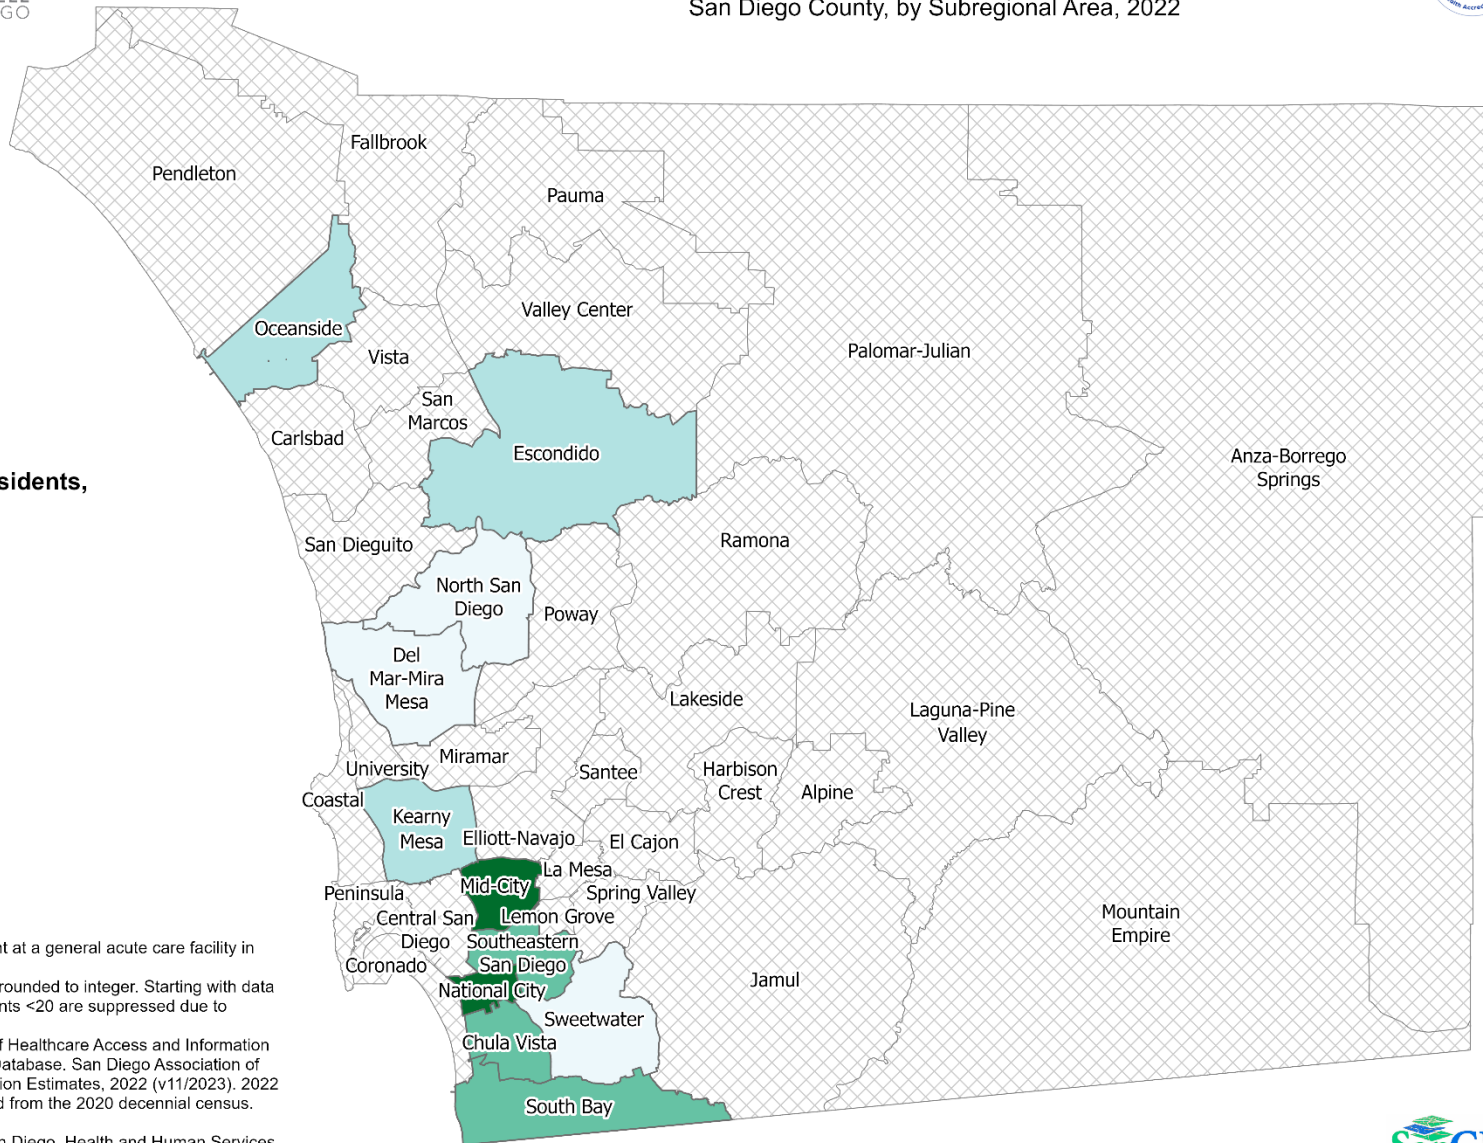 GO
San Diego County, by Subregional Area, 2022
Fallbrook
Pendleton
Pauma
Valley Center
Oceanside
Vista
Palomar-Julian
San
Marcos
Carlsbad
Escondido
Anza-Borrego
Springs
sidents,
San Dieguito
Ramona
North San
Diego
Poway
Del
Mar-Mira
Mesa
Lakeside
Laguna-Pine
Valley
Miramar
University
Santee
Harbison
Crest
Alpine
Coastal
Kearny
Mesa
Elliott-Navajo
El Cajon
La Mesa
Mid-City
Spring Valley
Peninsula
Central San
Diego
Lemon Grove
Southeastern
San Diego
Coronado
Mountain
Empire
National City
Jamul
Sweetwater
Chula Vista
South Bay
nt at a general acute care facility in
rounded to integer. Starting with data
nts <20 are suppressed due to
f Healthcare Access and Information
Database. San Diego Association of
ion Estimates, 2022 (v11/2023). 2022
d from the 2020 decennial census.
n Diego, Health and Human Services